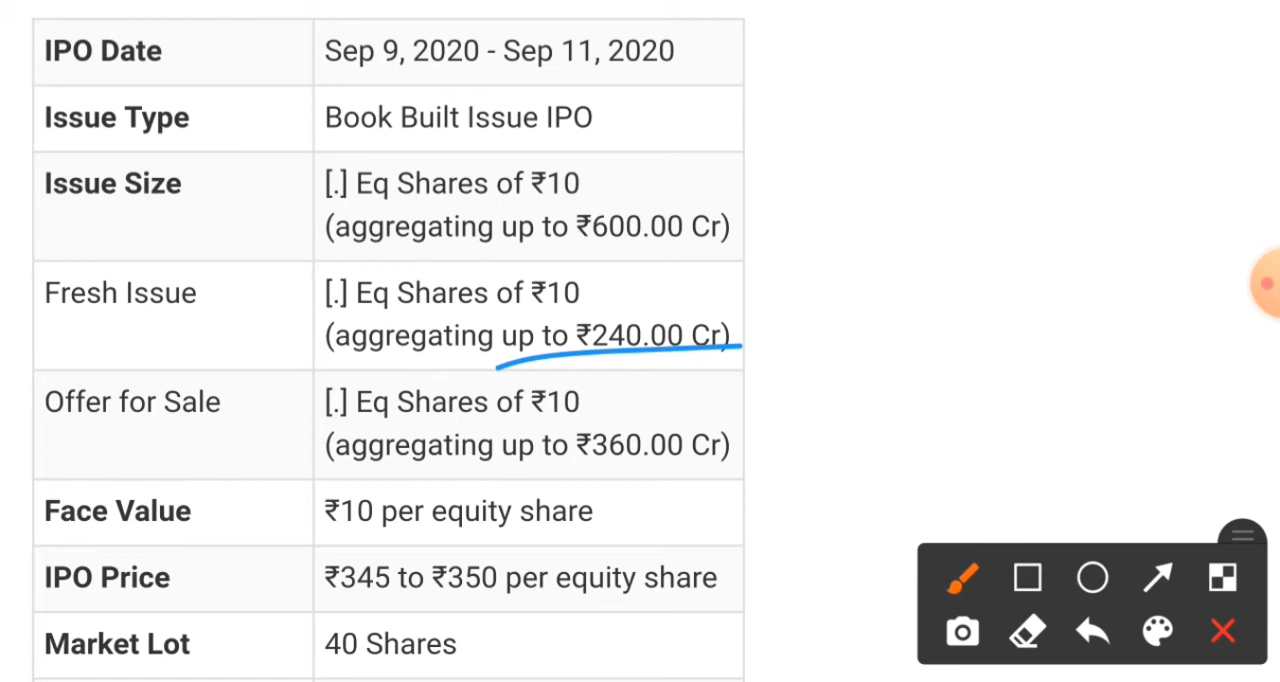 IPO Date
Sep 9, 2020 - Sep 11, 2020
Issue Type
Book Built Issue IPO
Issue Size
[.] Eq Shares of ₹10
(aggregating up to ₹600.00 Cr)
Fresh Issue
[.] Eq Shares of ₹10
(aggregating up to ₹240.00 Cr)
Offer for Sale
[.] Eq Shares of ₹10
(aggregating up to ₹360.00 Cr)
Face Value
₹10 per equity share
IPO Price
₹345 to ₹350 per equity share
Market Lot
40 Shares